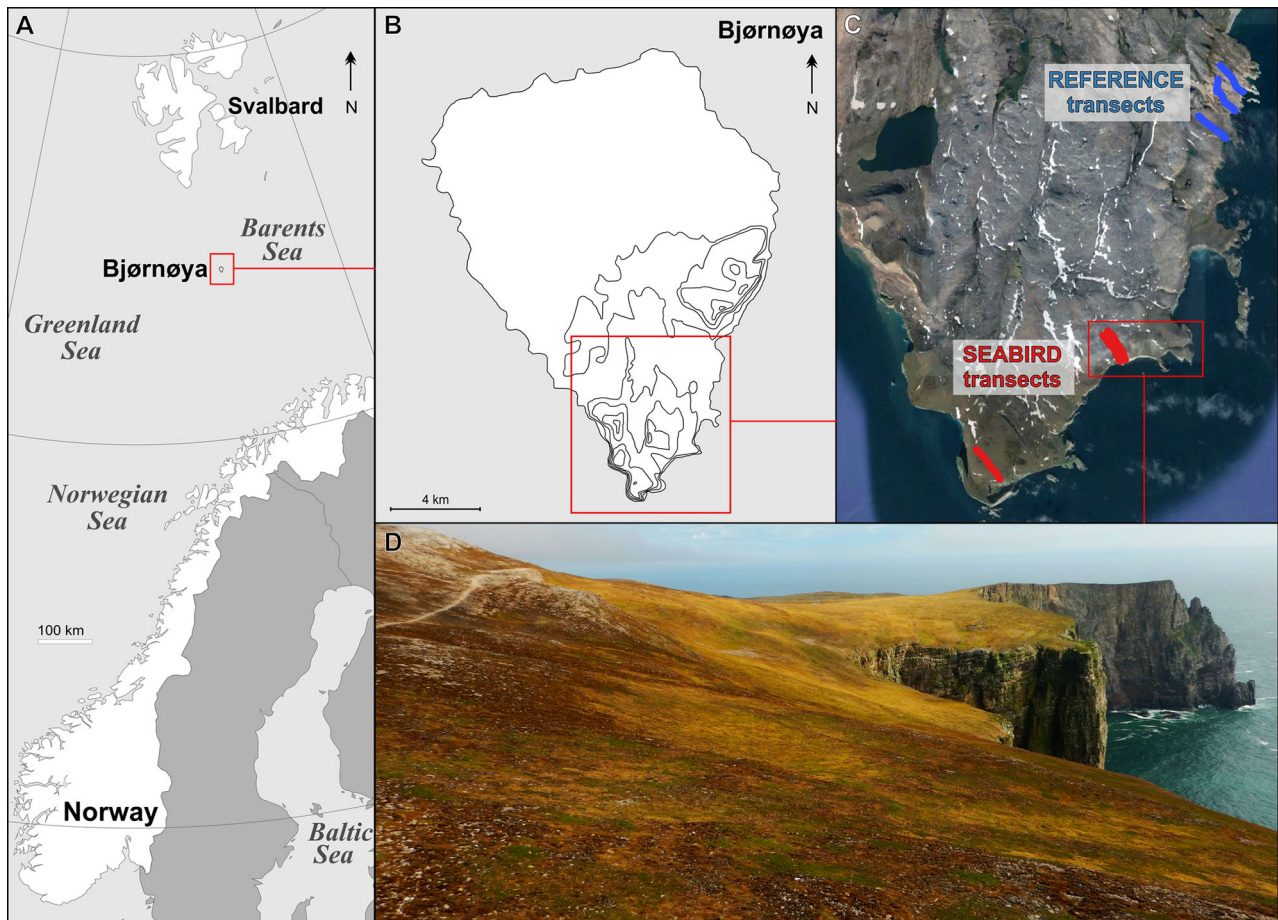 A
N
Svalbard
Barents
Sea
Bjørnøya
Greenland
Sea
Norwegian
Sea
100 km
Norway
Baltic
Sea
B
Bjørnøya
N
4 km
C
REFERENCE
transects
SEABIRD
transects
D